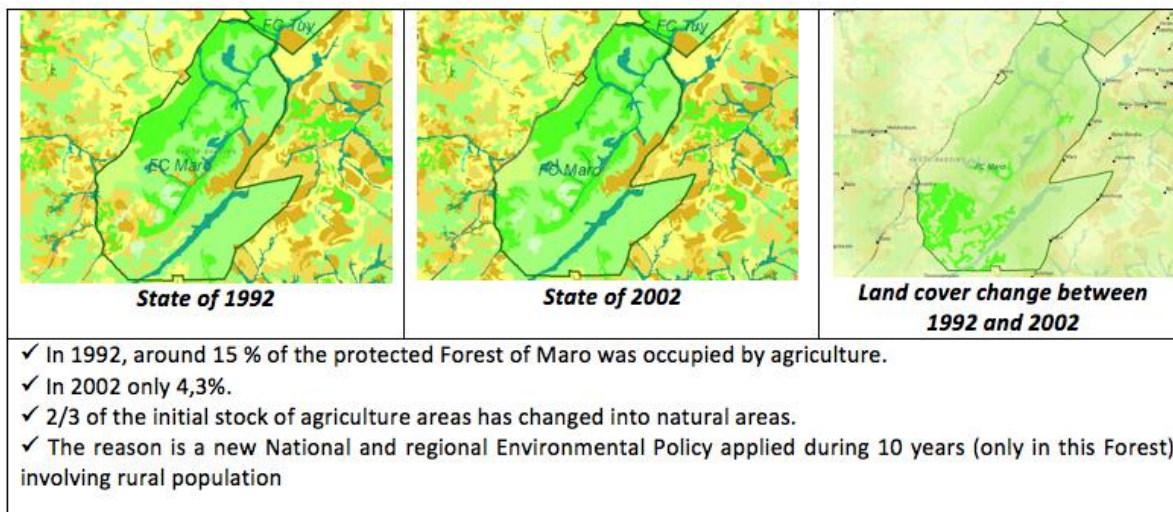 FC Tuy
FC Maro
State of 1992
FC Tuy
FC Maro
State of 2002
FC Maro
Land cover change between
1992 and 2002
✓ In 1992, around 15 % of the protected Forest of Maro was occupied by agriculture.
✓ In 2002 only 4,3%.
✓ 2/3 of the initial stock of agriculture areas has changed into natural areas.
✓ The reason is a new National and regional Environmental Policy applied during 10 years (only in this Forest)
involving rural population